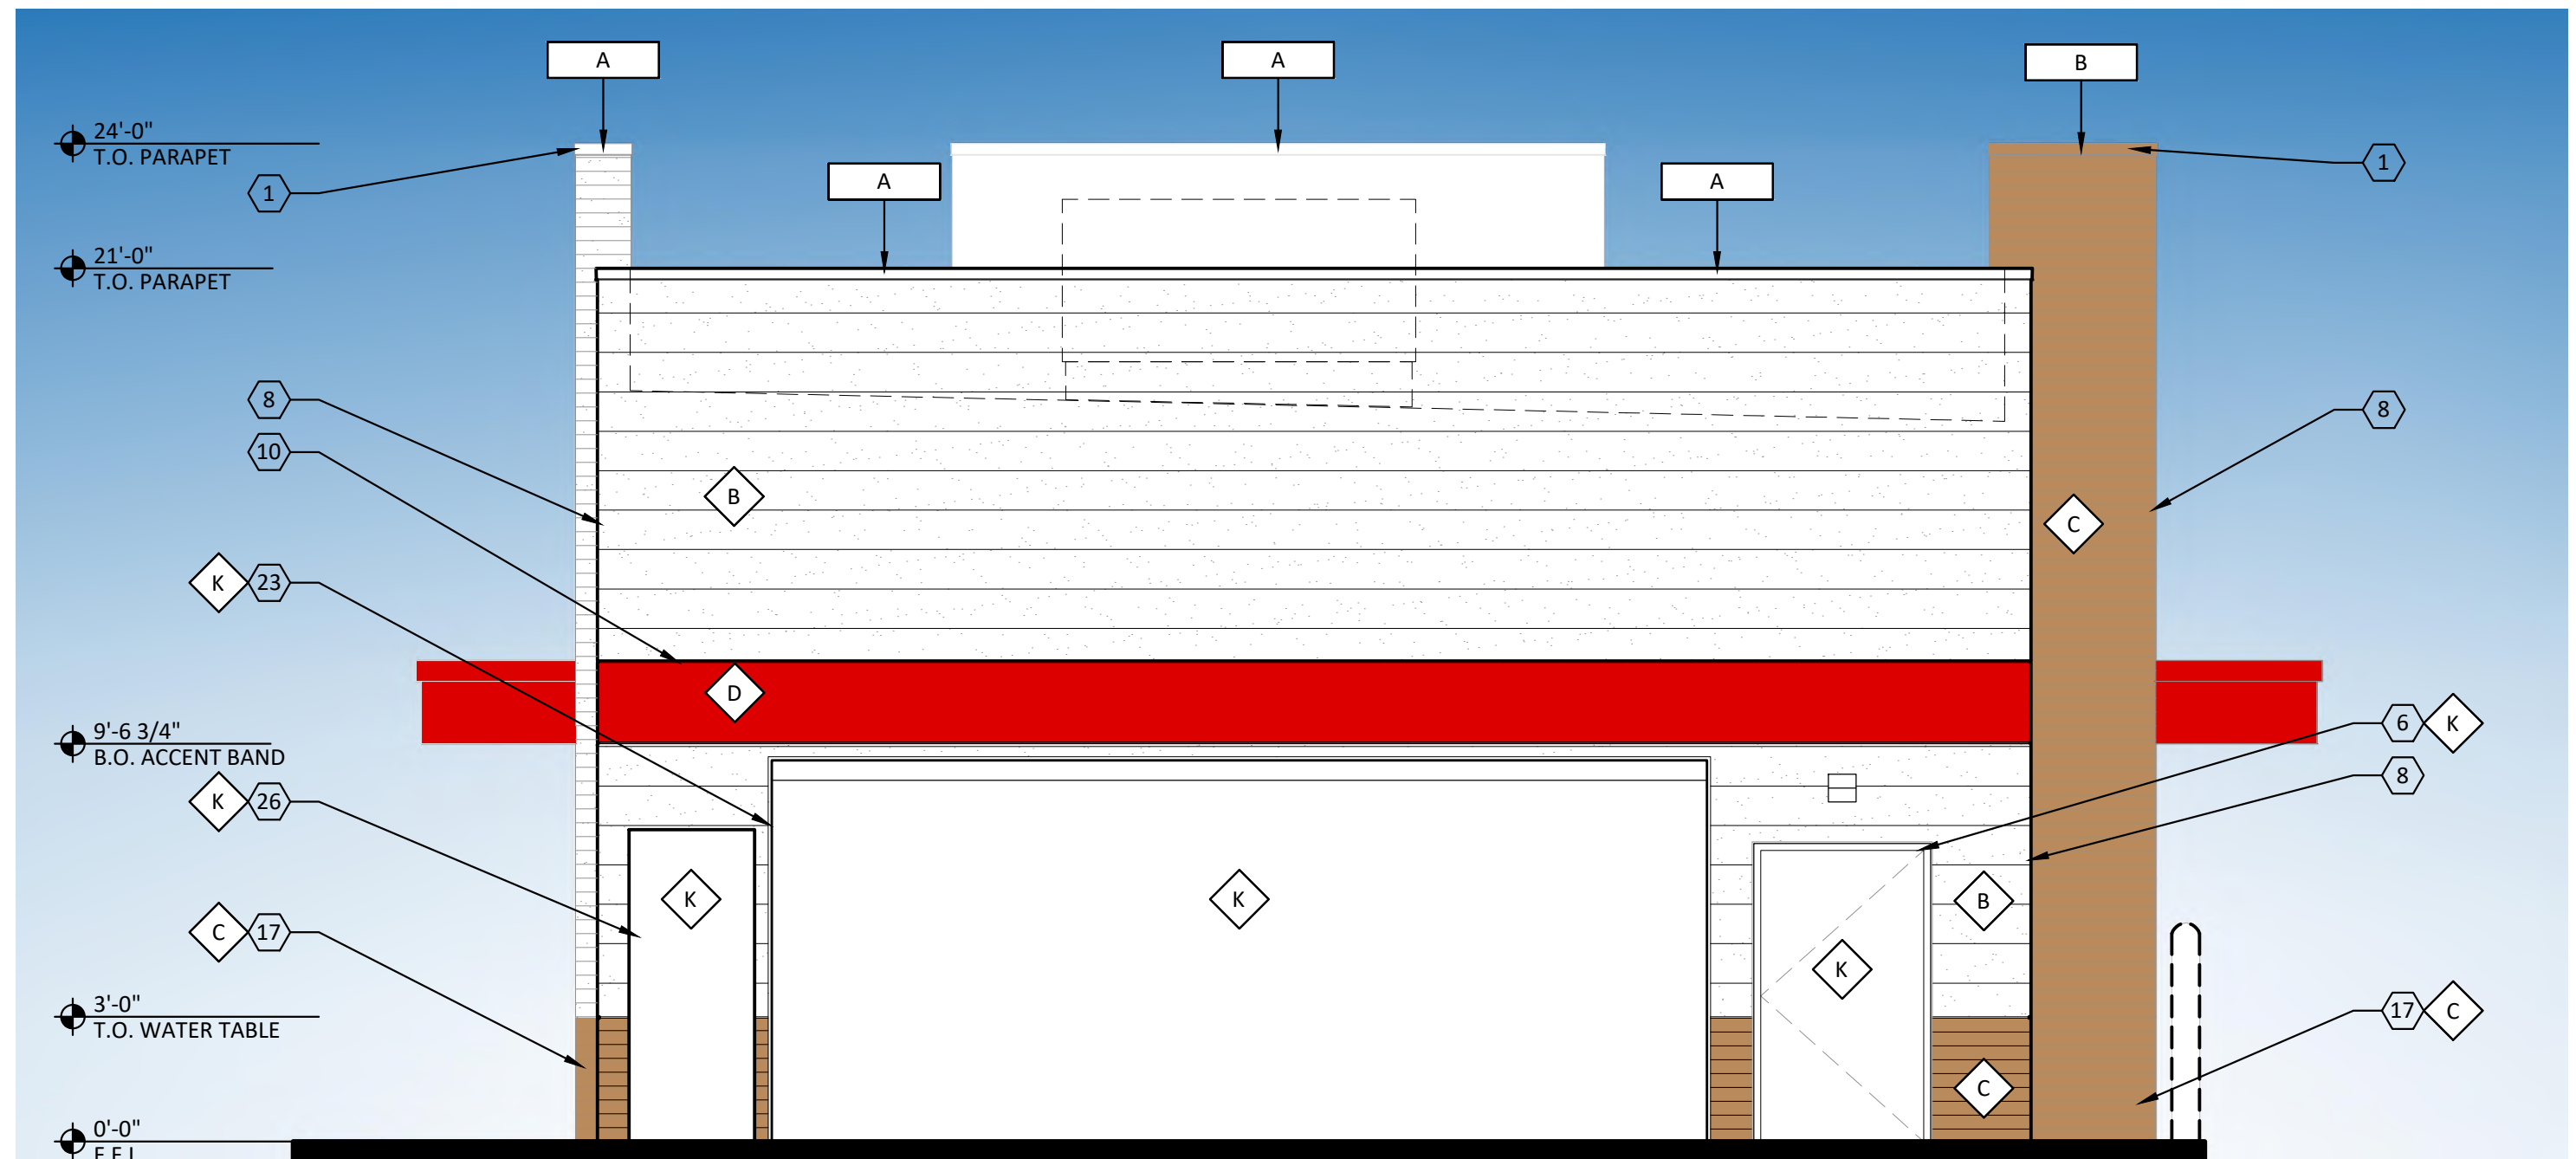 A
A
B
24'-0"
T.O. PARAPET
1
1
A
A
21'-0"
T.O. PARAPET
8
8
10
B
C
K 23
D
6 K
9'-6 3/4"
B.O. ACCENT BAND
8
K 26
K
K
B
C 17
K
3'-0"
T.O. WATER TABLE
17 C
C
0'-0"
F.F.L.